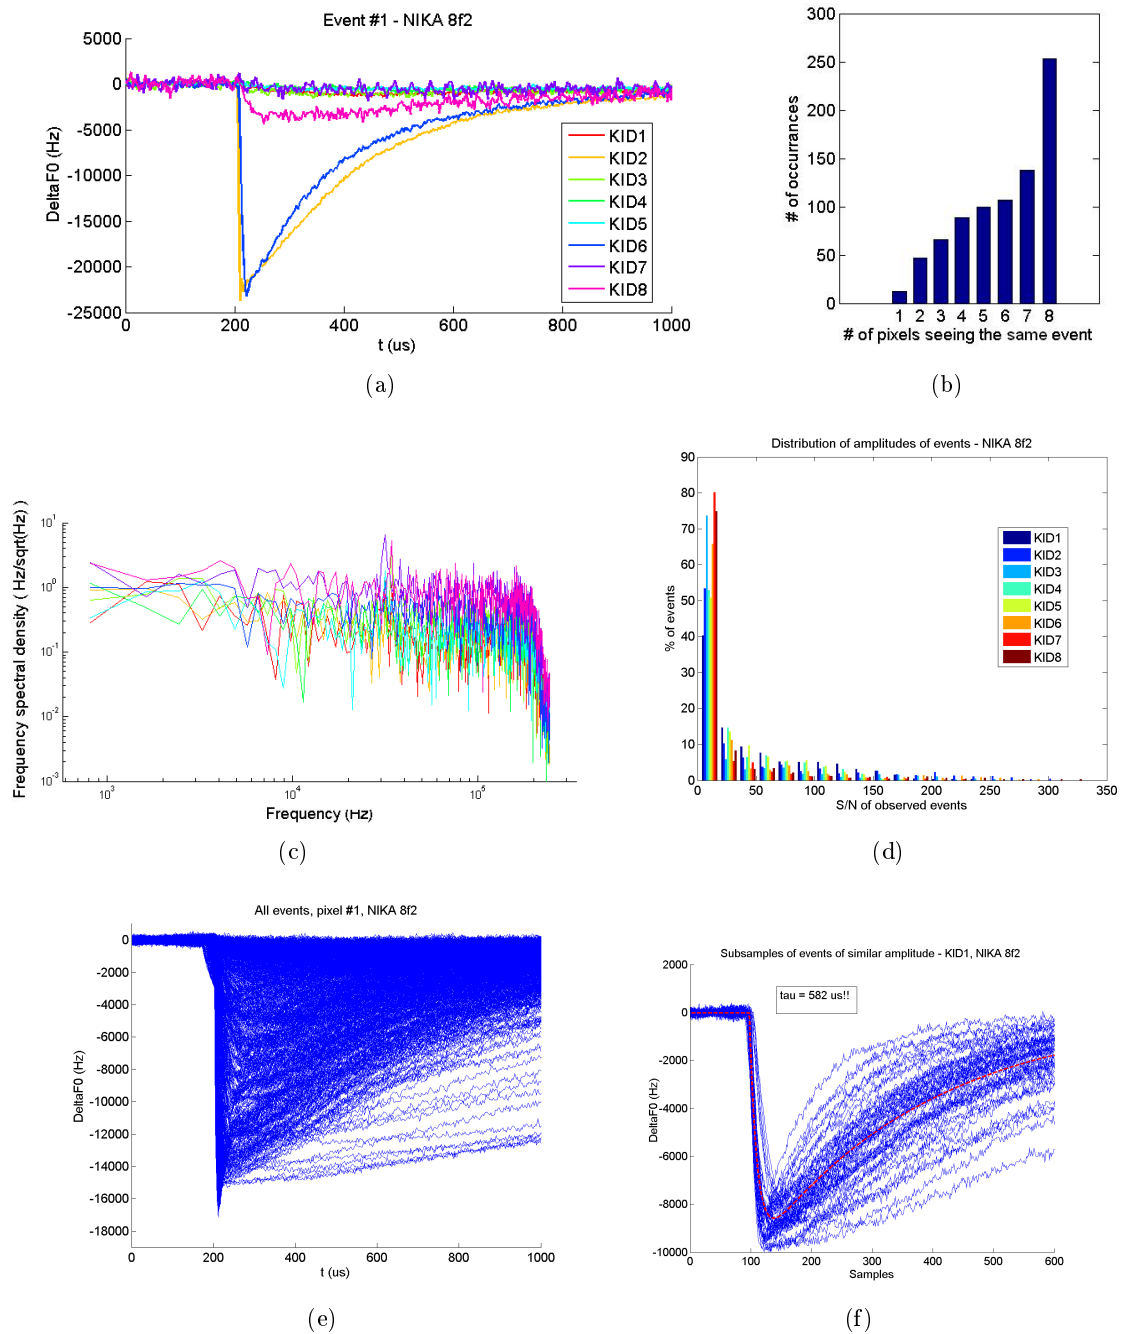 Event #1 - NIKA 8f2
5000
0
-5000
-10000
-15000
-20000
-25000
DeltaF0 (Hz)
0
200
400
600
800
1000
t (us)
KID1
KID2
KID3
KID4
KID5
KID6
KID7
KID8
(a)
300
250
200
150
100
50
0
# of occurrances
1 2 3 4 5 6 7 8
# of pixels seeing the same event
(b)
Frequency spectral density ( Hz/sqrt(Hz) )
10^1
10^0
10^-1
10^-2
10^-3
10^3
10^4
10^5
Frequency (Hz)
(c)
Distribution of amplitudes of events - NIKA 8f2
90
80
70
60
50
40
30
20
10
0
% of events
KID1
KID2
KID3
KID4
KID5
KID6
KID7
KID8
0 50 100 150 200 250 300 350
S/N of observed events
(d)
All events, pixel #1, NIKA 8f2
0
-2000
-4000
-6000
-8000
-10000
-12000
-14000
-16000
-18000
DeltaF0 (Hz)
0 200 400 600 800 1000
t (us)
(e)
Subsamples of events of similar amplitude - KID1, NIKA 8f2
2000
0
-2000
-4000
-6000
-8000
-10000
DeltaF0 (Hz)
tau = 582 us!!
0 100 200 300 400 500 600
Samples
(f)